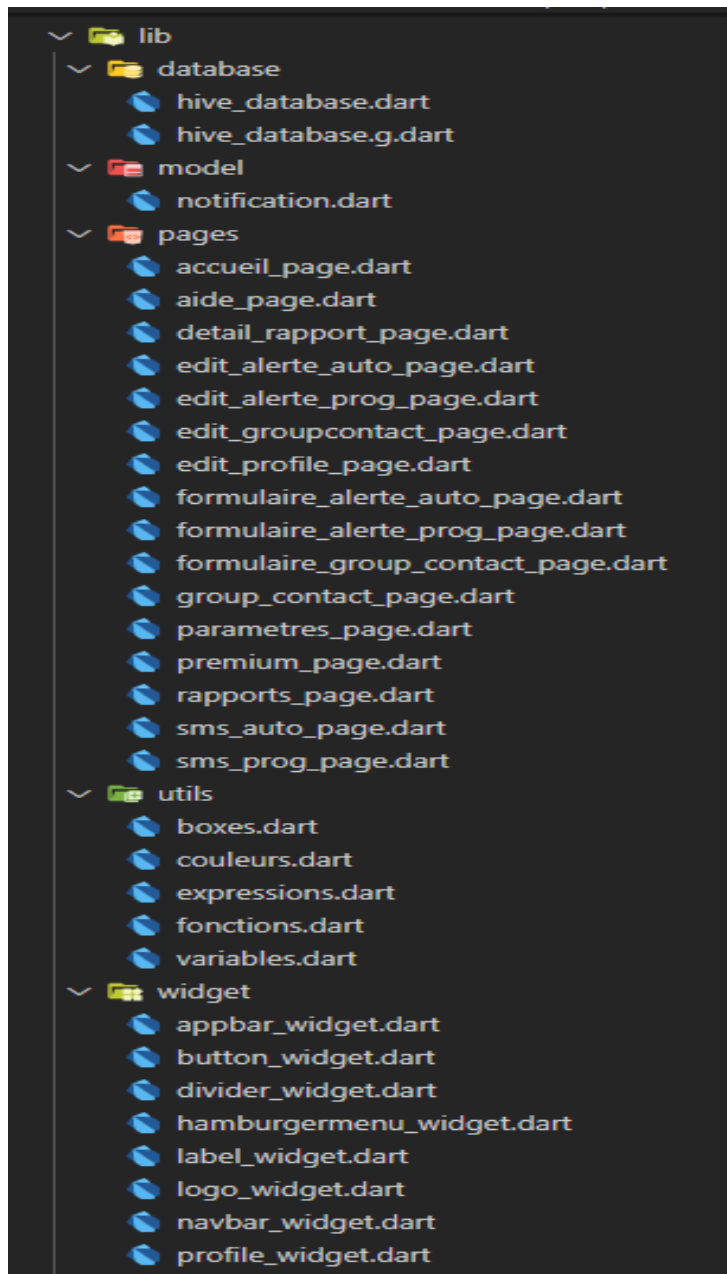 lib
database
hive_database.dart
hive_database.g.dart
model
notification.dart
pages
accueil_page.dart
aide_page.dart
detail_rapport_page.dart
edit_alerte_auto_page.dart
edit_alerte_prog_page.dart
edit_groupcontact_page.dart
edit_profile_page.dart
formulaire_alerte_auto_page.dart
formulaire_alerte_prog_page.dart
formulaire_group_contact_page.dart
group_contact_page.dart
parametres_page.dart
premium_page.dart
rapports_page.dart
sms_auto_page.dart
sms_prog_page.dart
utils
boxes.dart
couleurs.dart
expressions.dart
fonctions.dart
variables.dart
widget
appbar_widget.dart
button_widget.dart
divider_widget.dart
hamburgermenu_widget.dart
label_widget.dart
logo_widget.dart
navbar_widget.dart
profile_widget.dart